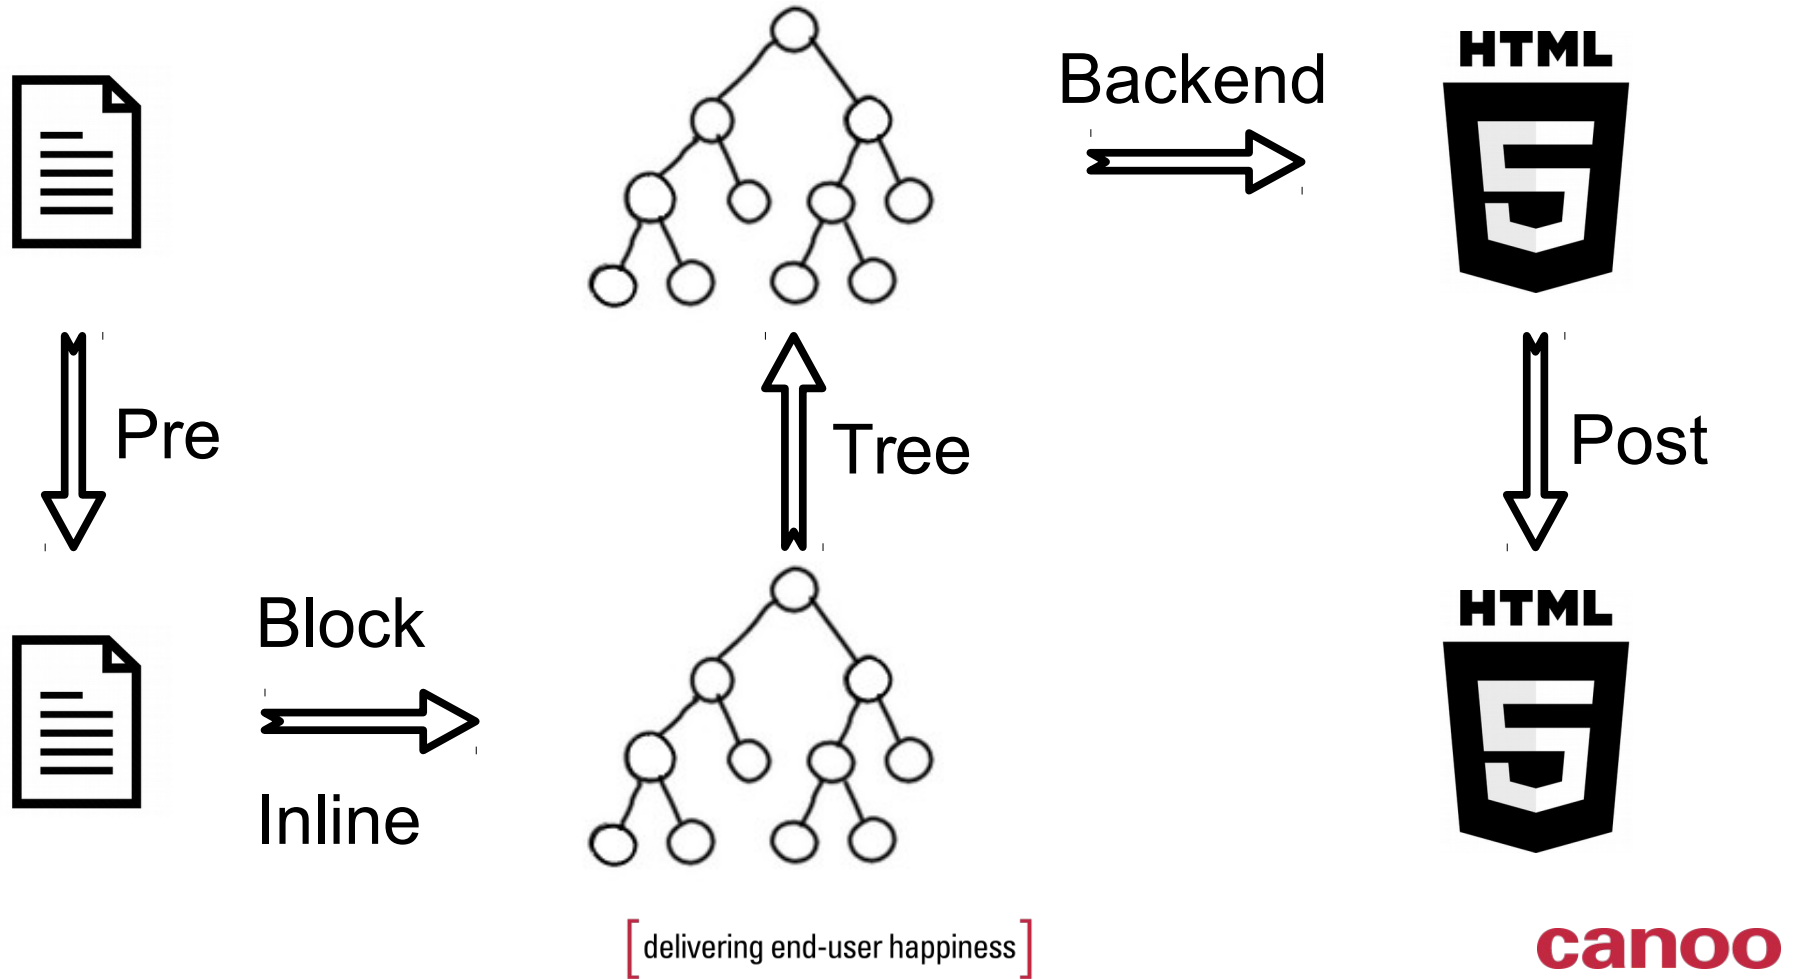 HTML
Backend
Pre
Tree
Post
HTML
Block
Inline
[delivering end-user happiness]
canoo